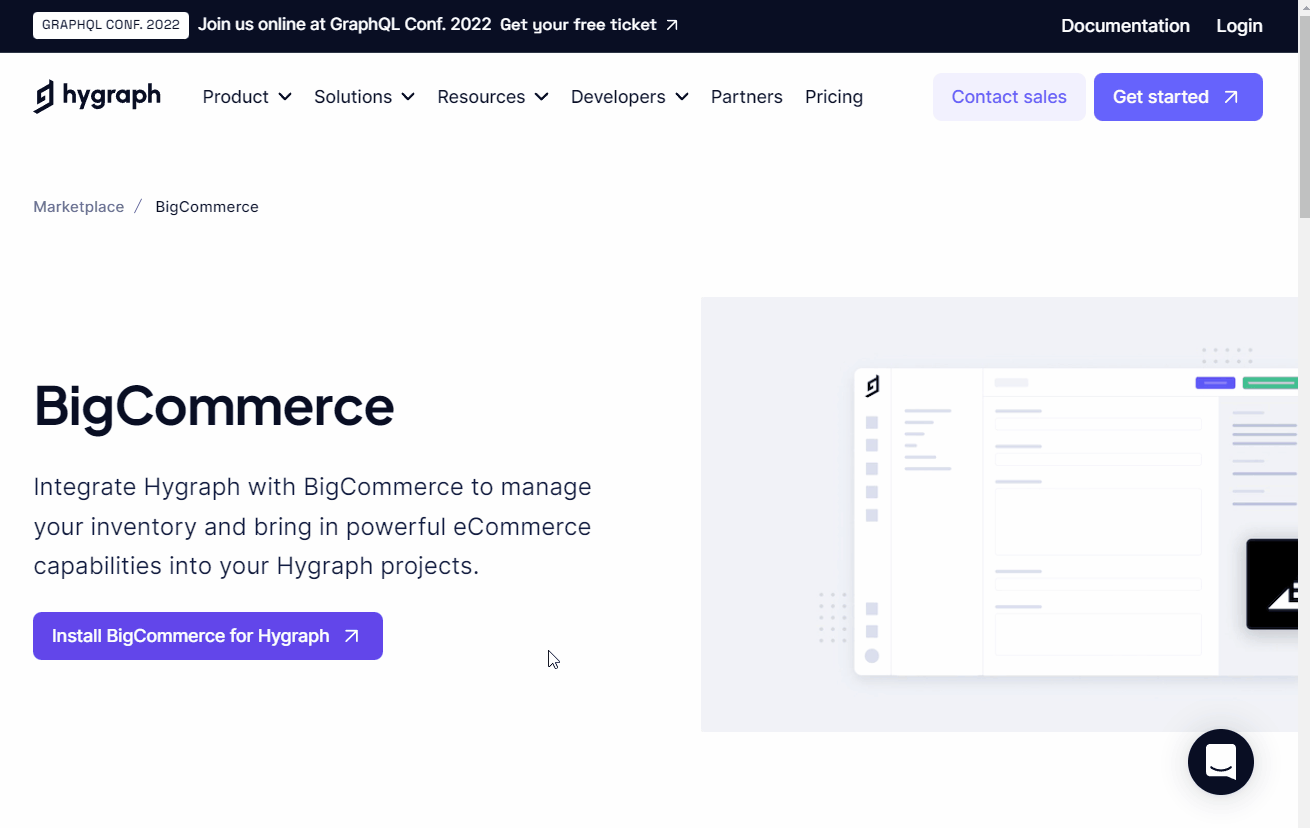 GRAPHQL CONF. 2022 Join us online at GraphQL Conf. 2022 Get your free ticket
Documentation Login
hygraph Product Solutions Resources Developers Partners Pricing Contact sales Get started
Marketplace / BigCommerce
BigCommerce
Integrate Hygraph with BigCommerce to manage
your inventory and bring in powerful eCommerce
capabilities into your Hygraph projects.
Install BigCommerce for Hygraph